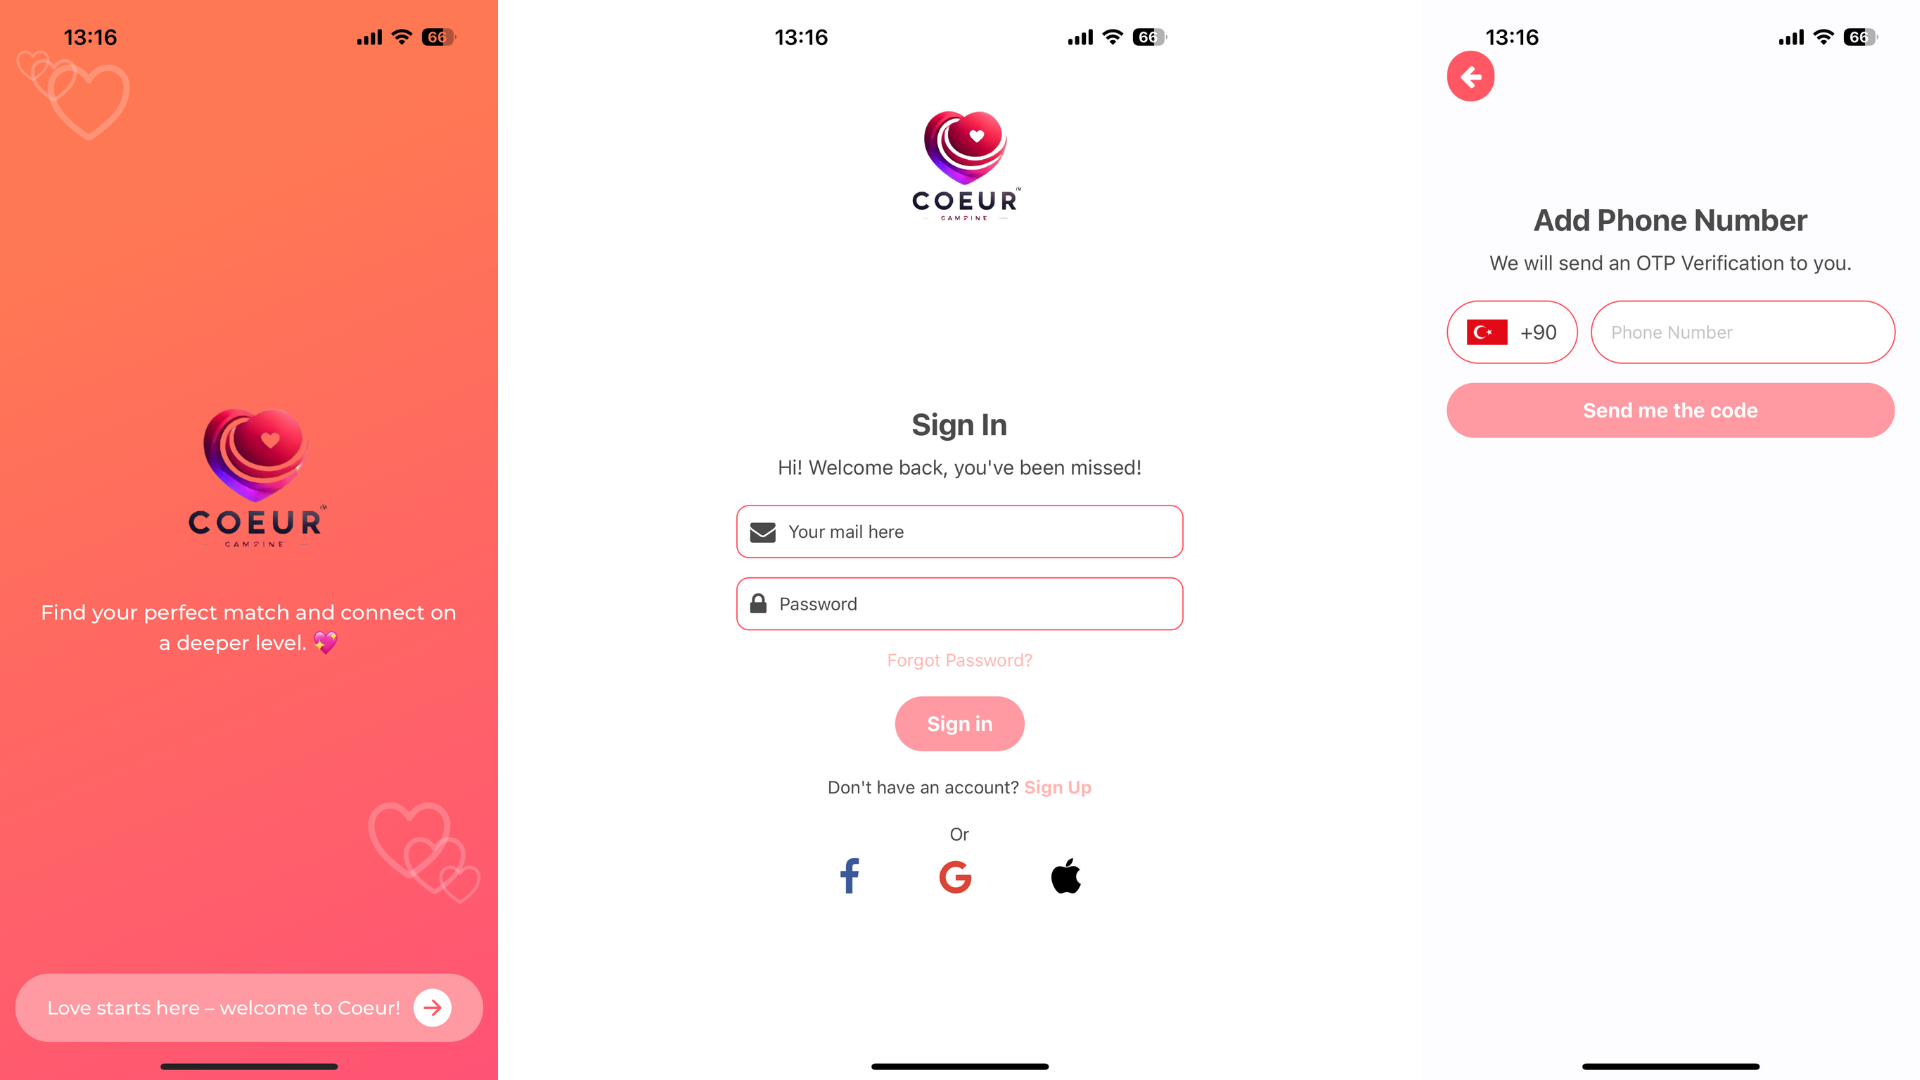 13:16
66
COEUR
CAMPINE
Find your perfect match and connect on
a deeper level. 💖
Love starts here – welcome to Coeur!
13:16
66
COEUR
CAMPINE
Sign In
Hi! Welcome back, you've been missed!
Your mail here
Password
Forgot Password?
Sign in
Don't have an account? Sign Up
Or
13:16
66
Add Phone Number
We will send an OTP Verification to you.
+90
Phone Number
Send me the code